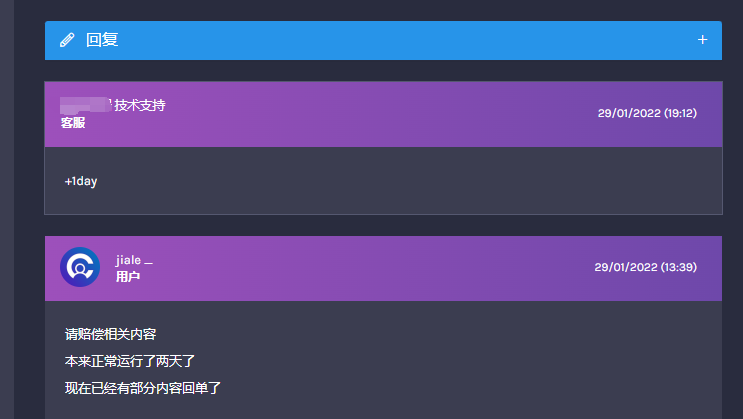 回复 +
技术支持
客服
29/01/2022 (19:12)
+1day
jiale _
用户
29/01/2022 (13:39)
请赔偿相关内容
本来正常运行了两天了
现在已经有部分内容回单了